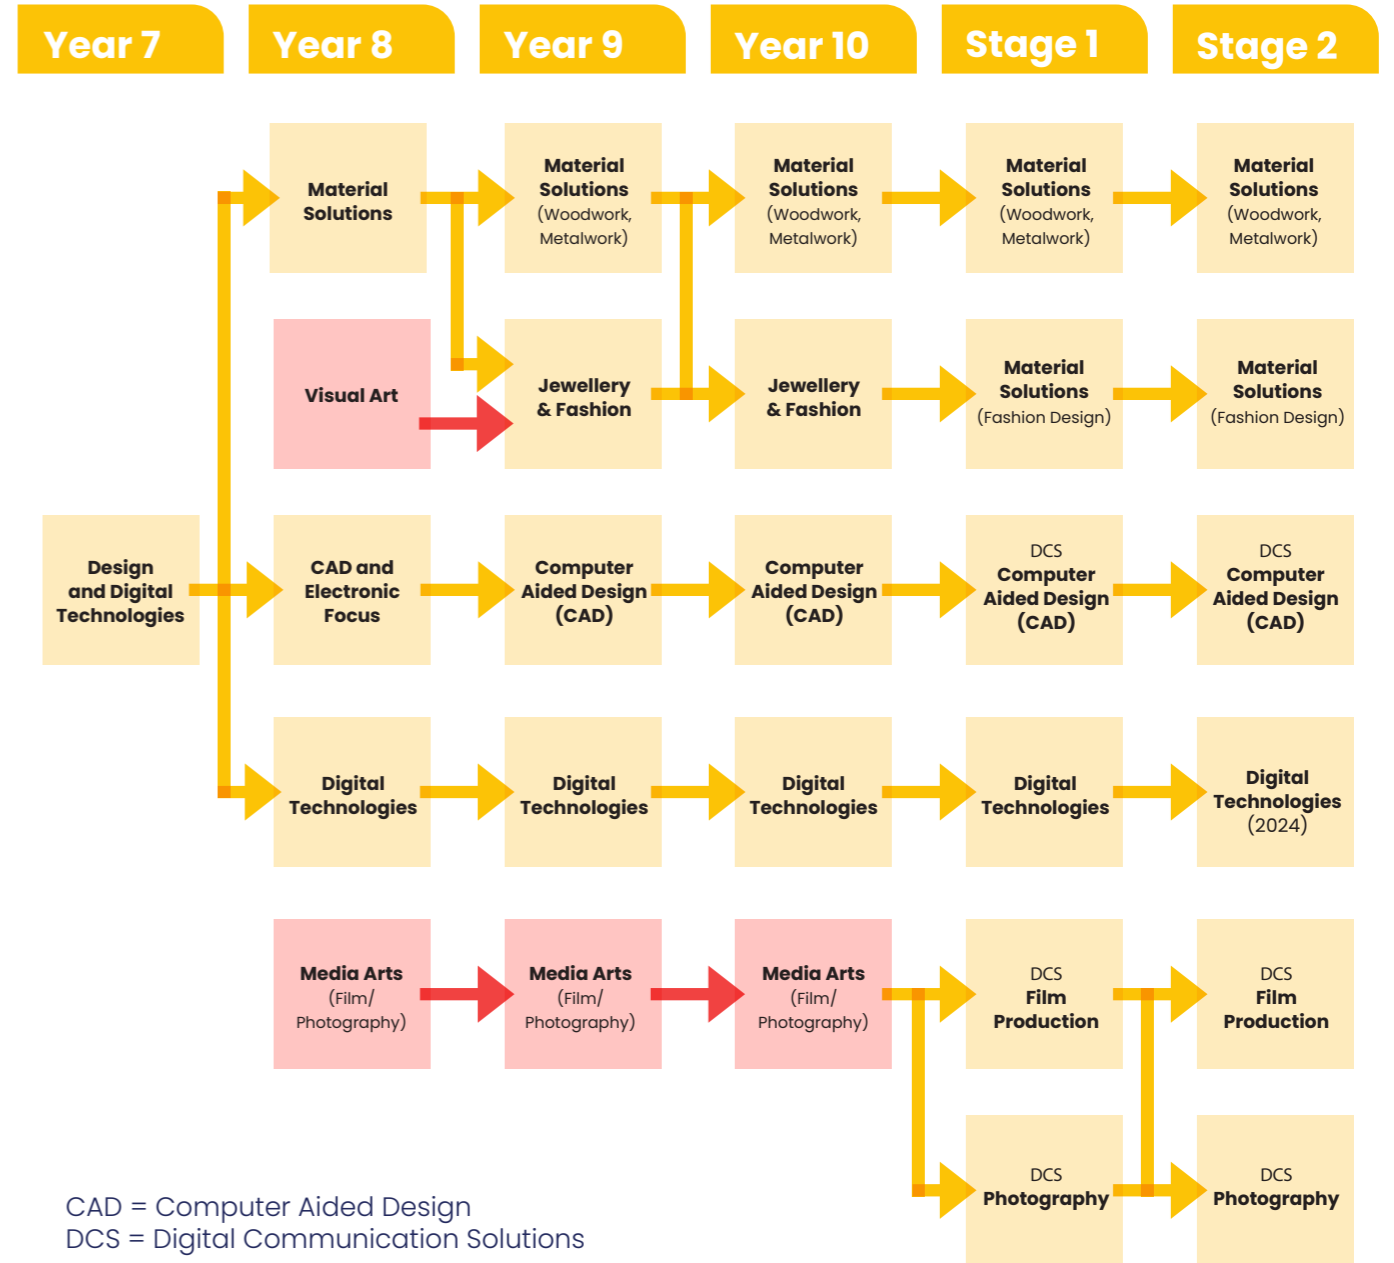 Year 7
Year 8
Year 9
Year 10
Stage 1
Stage 2
Material
Solutions
Material
Solutions
(Woodwork,
Metalwork)
Material
Solutions
(Woodwork,
Metalwork)
Material
Solutions
(Woodwork,
Metalwork)
Material
Solutions
(Woodwork,
Metalwork)
Visual Art
Jewellery
& Fashion
Jewellery
& Fashion
Material
Solutions
(Fashion Design)
Material
Solutions
(Fashion Design)
Design
and Digital
Technologies
CAD and
Electronic
Focus
Computer
Aided Design
(CAD)
Computer
Aided Design
(CAD)
DCS
Computer
Aided Design
(CAD)
DCS
Computer
Aided Design
(CAD)
Digital
Technologies
Digital
Technologies
Digital
Technologies
Digital
Technologies
Digital
Technologies
(2024)
Media Arts
(Film/
Photography)
Media Arts
(Film/
Photography)
Media Arts
(Film/
Photography)
DCS
Film
Production
DCS
Film
Production
DCS
Photography
DCS
Photography
CAD = Computer Aided Design
DCS = Digital Communication Solutions